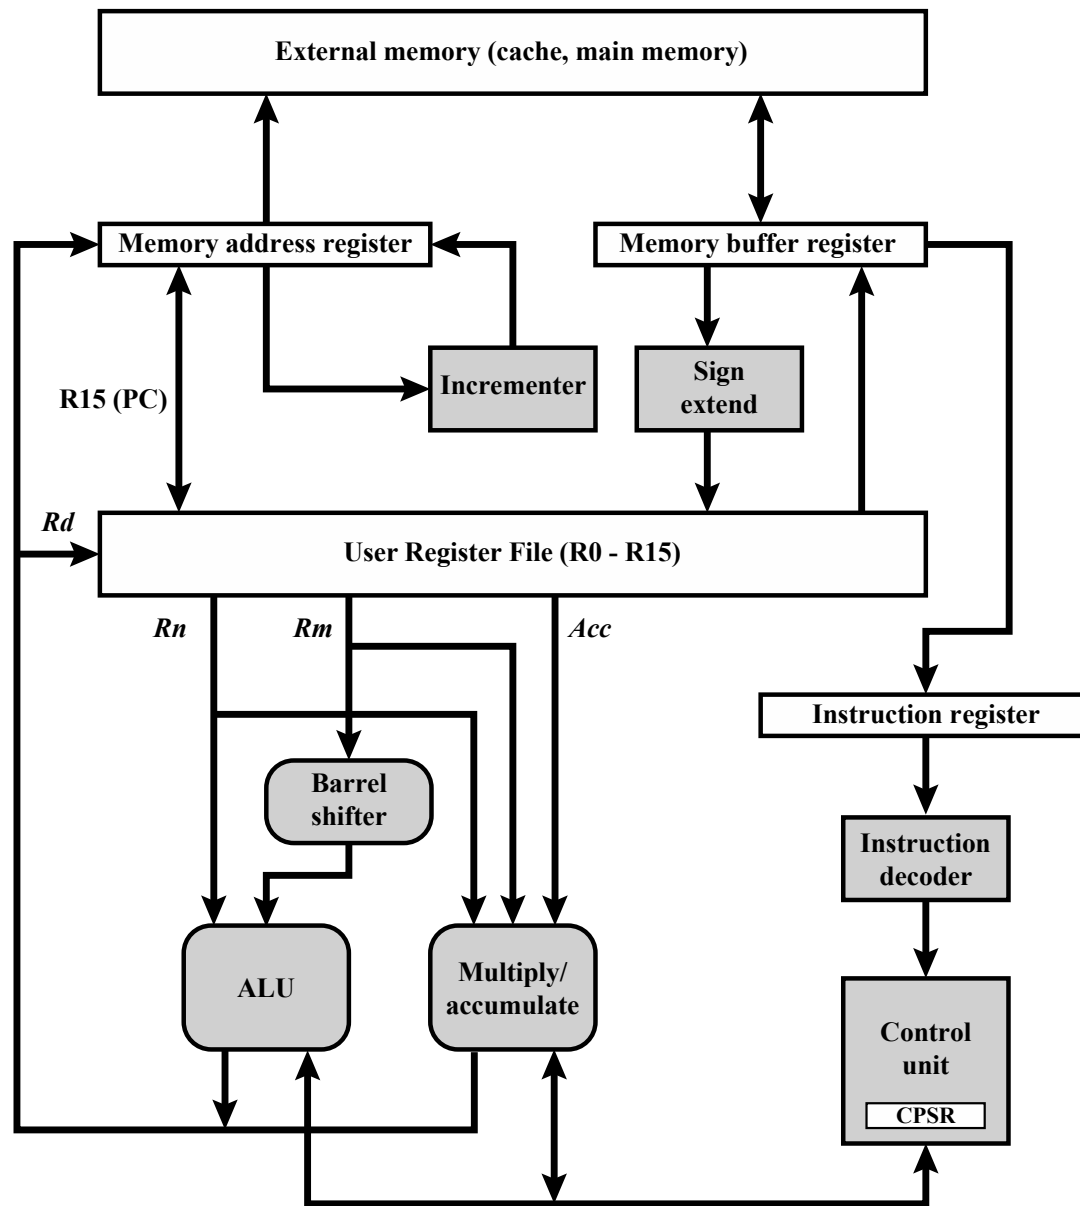 External memory (cache, main memory)
Memory address register
Memory buffer register
Incrementer
Sign
extend
R15 (PC)
Rd
User Register File (R0 - R15)
Rn
Rm
Acc
Instruction register
Barrel
shifter
Instruction
decoder
ALU
Multiply/
accumulate
Control
unit
CPSR